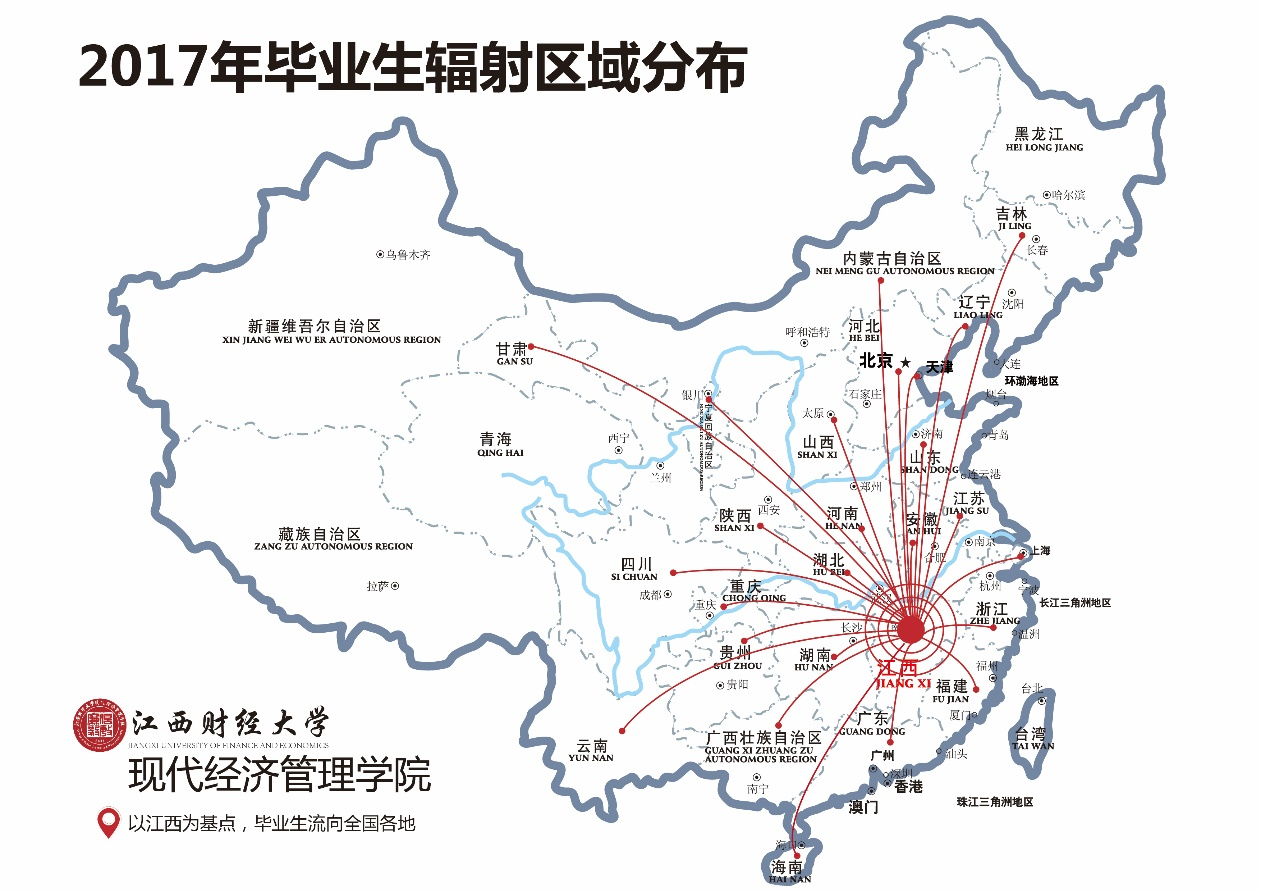 2017年毕业生辐射区域分布
黑龙江
HEI LONG JIANG
哈尔滨
吉林
JI LING
长春
乌鲁木齐
内蒙古自治区
NEI MENG GU AUTONOMOUS REGION
沈阳
辽宁
LIAO LING
新疆维吾尔自治区
XIN JIANG WEI WU ER AUTONOMOUS REGION
呼和浩特
河北
HE BEI
甘肃
GAN SU
北京
天津
大连
环渤海地区
银川
宁夏回族自治区
石家庄
烟台
太原
青海
QING HAI
西宁
山西
SHAN XI
济南
青岛
山东
SHAN DONG
兰州
连云港
郑州
江苏
JIANG SU
西安
陕西
SHAN XI
河南
HE NAN
安徽
AN HUI
藏族自治区
ZANG ZU AUTONOMOUS REGION
南京
上海
合肥
四川
SI CHUAN
湖北
HU BEI
拉萨
成都
重庆
CHONG QING
杭州
宁波
重庆
长江三角洲地区
浙江
ZHE JIANG
长沙
温州
贵州
GUI ZHOU
湖南
HU NAN
江西
JIANG XI
福州
贵阳
福建
FU JIAN
台北
江西财经大学
JIANGXI UNIVERSITY OF FINANCE AND ECONOMICS
厦门
广东
GUANG DONG
台湾
TAI WAN
云南
YUN NAN
广西壮族自治区
GUANG XI ZHUANG ZU
AUTONOMOUS REGION
广州
汕头
现代经济管理学院
南宁
深圳
香港
澳门
珠江三角洲地区
以江西为基点，毕业生流向全国各地
海口
海南
HAI NAN